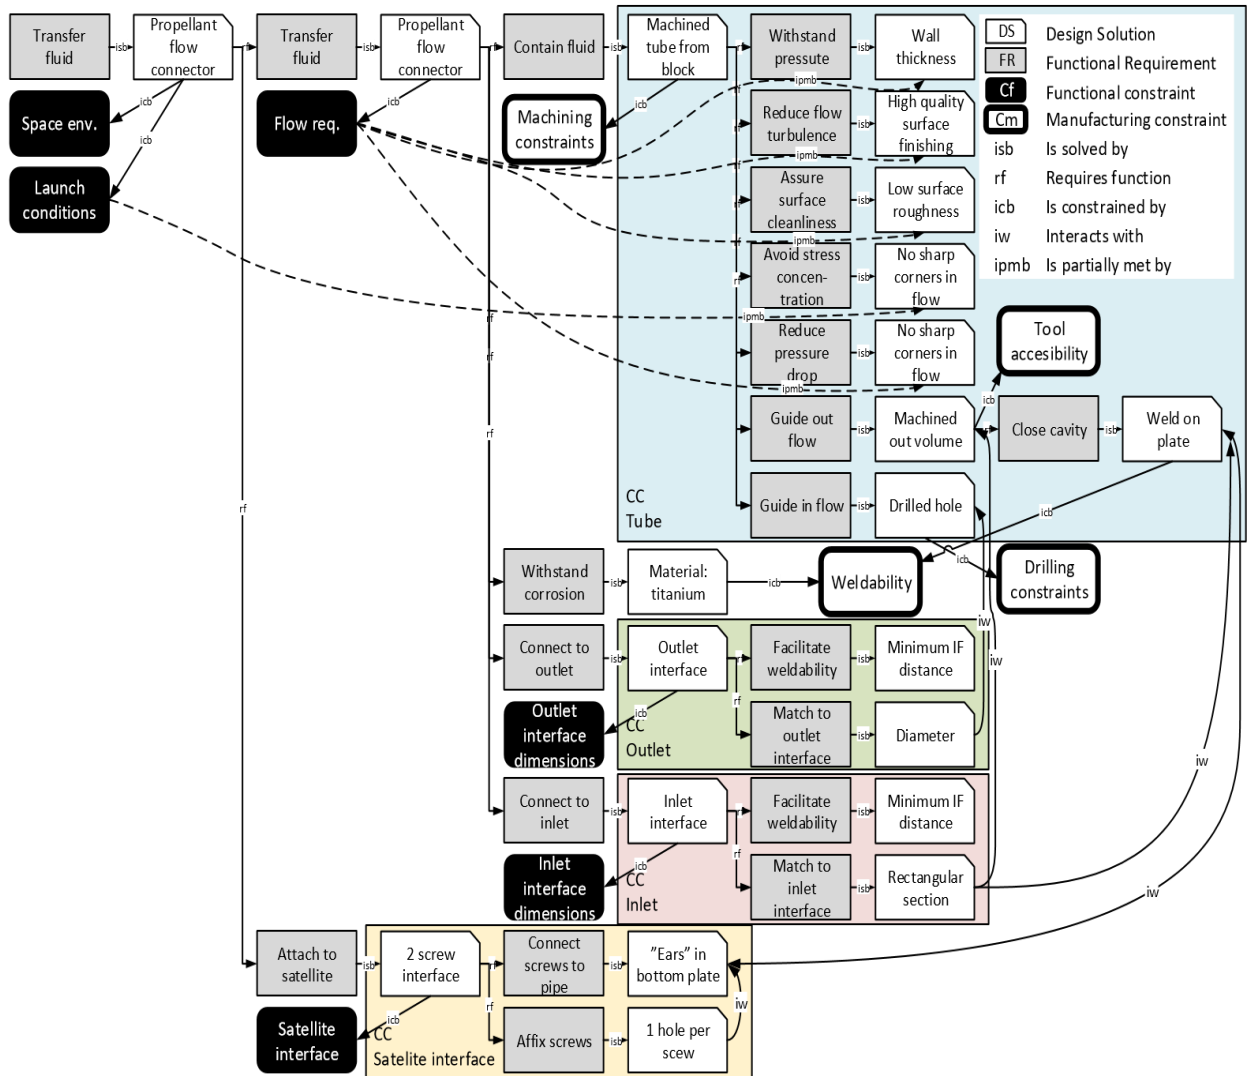 Transfer
fluid
isb
Propellant
flow
connector
rf
Transfer
fluid
isb
Propellant
flow
connector
rf
Contain fluid
isb
Machined
tube from
block
rf
Withstand
pressute
isb
Wall
thickness
DS
Design Solution
FR
Functional Requirement
Cf
Functional constraint
Cm
Manufacturing constraint
isb
Is solved by
rf
Requires function
icb
Is constrained by
iw
Interacts with
ipmb
Is partially met by
icb
Space env.
icb
Launch
conditions
icb
Flow req.
icb
Machining
constraints
ipmb
rf
rf
Reduce flow
turbulence
isb
High quality
surface
finishing
ipmb
rf
rf
Assure
surface
cleanliness
isb
Low surface
roughness
ipmb
rf
rf
Avoid stress
concen-
tration
isb
No sharp
corners in
flow
ipmb
rf
rf
Reduce
pressure
drop
isb
No sharp
corners in
flow
ipmb
Tool
accesibility
icb
rf
Guide out
flow
isb
Machined
out volume
rf
Close cavity
isb
Weld on
plate
icb
CC
Tube
Guide in flow
isb
Drilled hole
icb
rf
Withstand
corrosion
isb
Material:
titanium
icb
Weldability
Drilling
constraints
iw
iw
Connect to
outlet
isb
Outlet
interface
rf
Facilitate
weldability
isb
Minimum IF
distance
rf
icb
Outlet
interface
dimensions
CC
Outlet
Match to
outlet
interface
isb
Diameter
iw
Connect to
inlet
isb
Inlet
interface
rf
Facilitate
weldability
isb
Minimum IF
distance
rf
icb
Inlet
interface
dimensions
CC
Inlet
Match to
inlet
interface
isb
Rectangular
section
iw
Attach to
satellite
isb
2 screw
interface
rf
Connect
screws to
pipe
isb
”Ears” in
bottom plate
rf
iw
icb
Satellite
interface
CC
Satelite interface
Affix screws
isb
1 hole per
scew